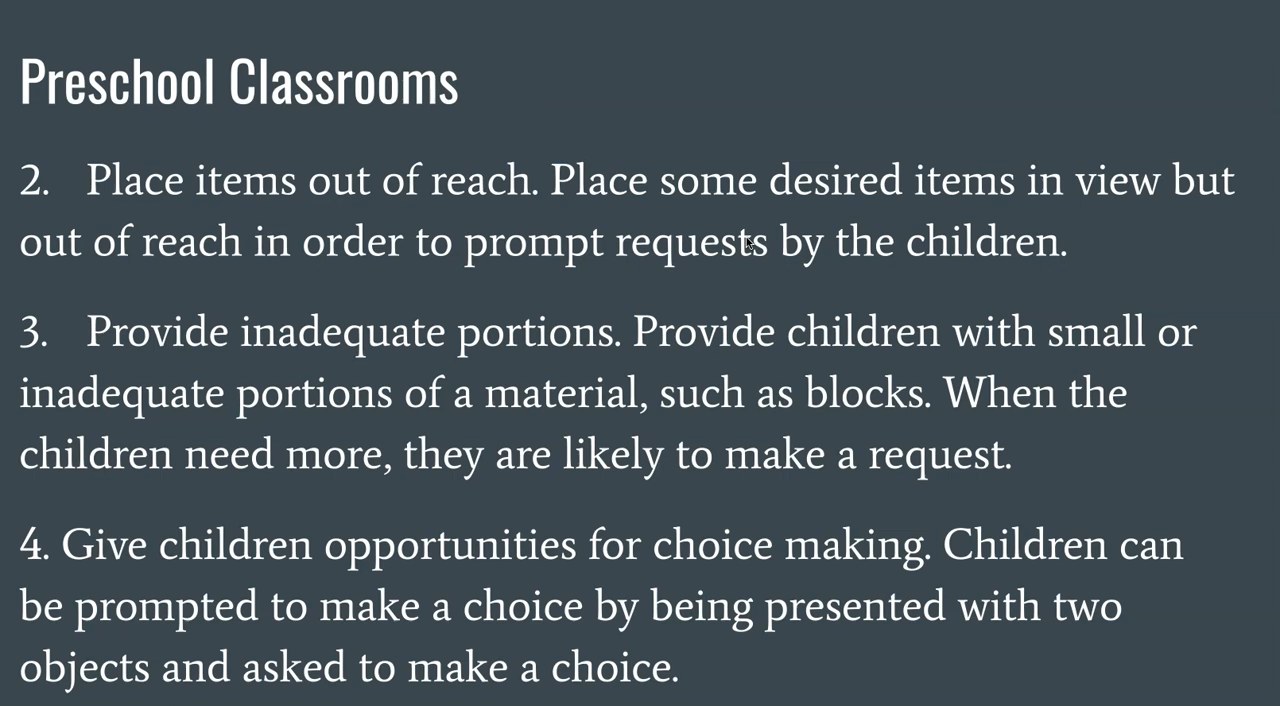 Preschool Classrooms
2. Place items out of reach. Place some desired items in view but
out of reach in order to prompt requests by the children.
3. Provide inadequate portions. Provide children with small or
inadequate portions of a material, such as blocks. When the
children need more, they are likely to make a request.
4. Give children opportunities for choice making. Children can
be prompted to make a choice by being presented with two
objects and asked to make a choice.